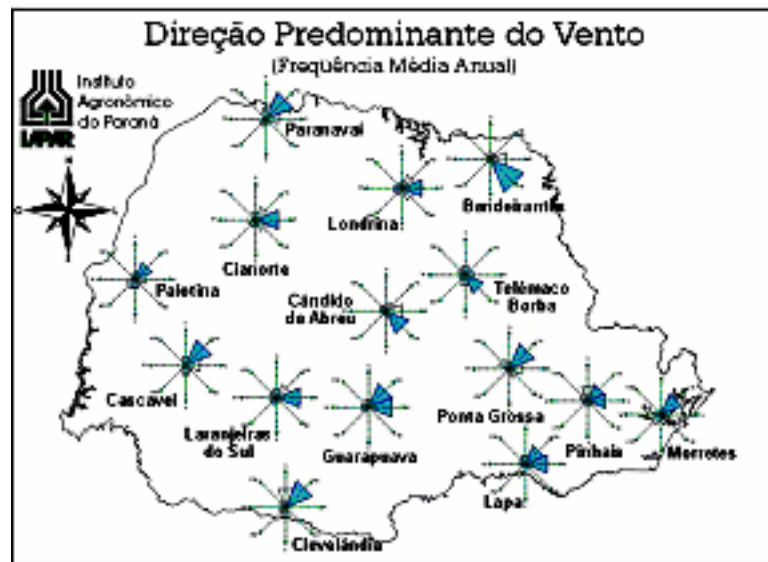 Direção Predominante do Vento
(Freqüência Média Anual)
Instituto
Agronômico
do Paraná
IAPAR
Paranavaí
Bandeirantes
Londrina
Cianorte
Palotina
Telêmaco
Borba
Cândido
de Abreu
Cascavel
Laranjeiras
do Sul
Guarapuava
Ponta Grossa
Pinhais
Morretes
Lapa
Clevelândia